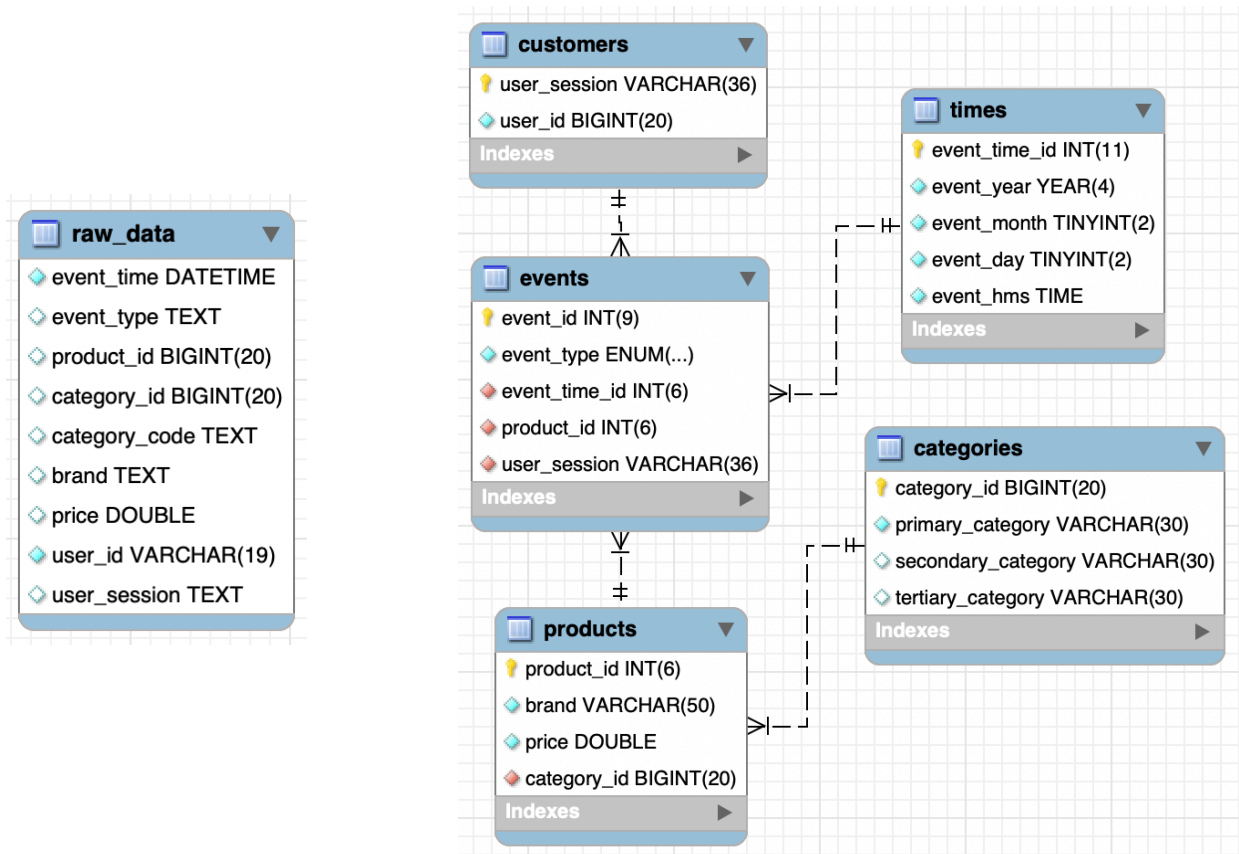 raw_data
event_time DATETIME
event_type TEXT
product_id BIGINT(20)
category_id BIGINT(20)
category_code TEXT
brand TEXT
price DOUBLE
user_id VARCHAR(19)
user_session TEXT
customers
user_session VARCHAR(36)
user_id BIGINT(20)
Indexes
events
event_id INT(9)
event_type ENUM(...)
event_time_id INT(6)
product_id INT(6)
user_session VARCHAR(36)
Indexes
products
product_id INT(6)
brand VARCHAR(50)
price DOUBLE
category_id BIGINT(20)
Indexes
times
event_time_id INT(11)
event_year YEAR(4)
event_month TINYINT(2)
event_day TINYINT(2)
event_hms TIME
Indexes
categories
category_id BIGINT(20)
primary_category VARCHAR(30)
secondary_category VARCHAR(30)
tertiary_category VARCHAR(30)
Indexes